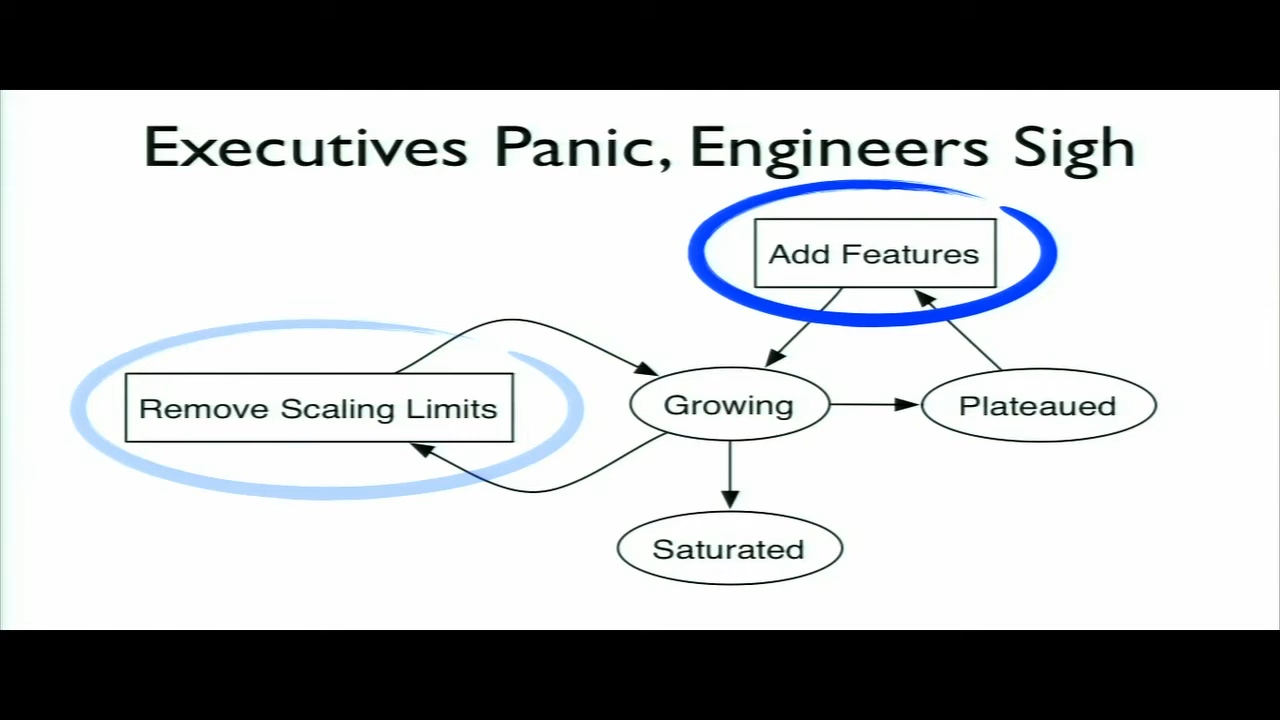 Executives Panic, Engineers Sigh
Add Features
Remove Scaling Limits
Growing
Plateaued
Saturated